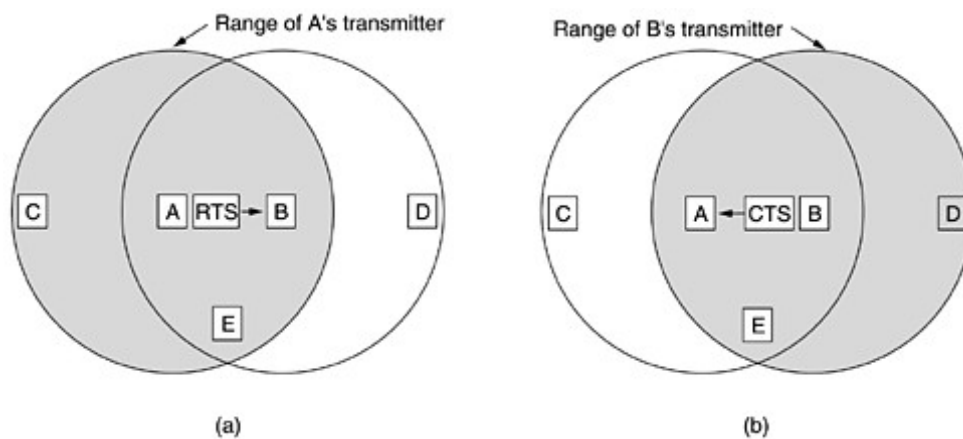 Range of A's transmitter
C
A
RTS
B
D
E
(a)
Range of B's transmitter
C
A
CTS
B
D
E
(b)